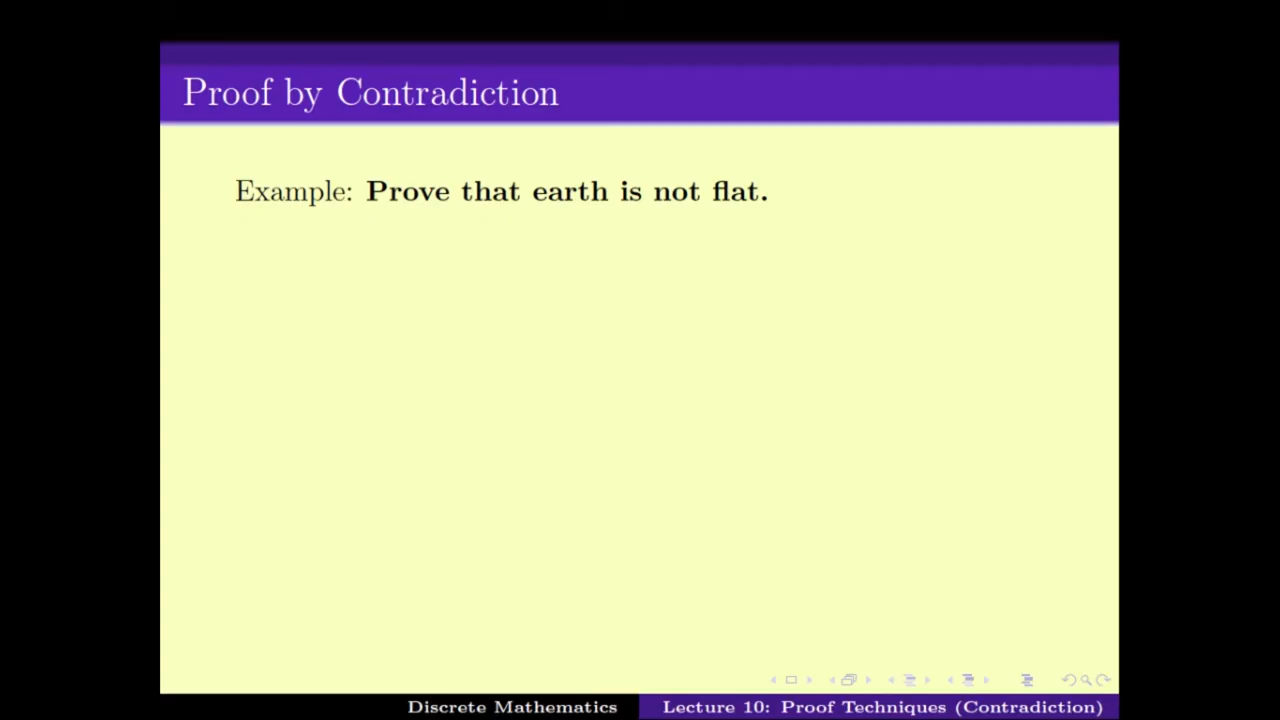 Proof by Contradiction
Example: Prove that earth is not flat.
Discrete Mathematics
Lecture 10: Proof Techniques (Contradiction)